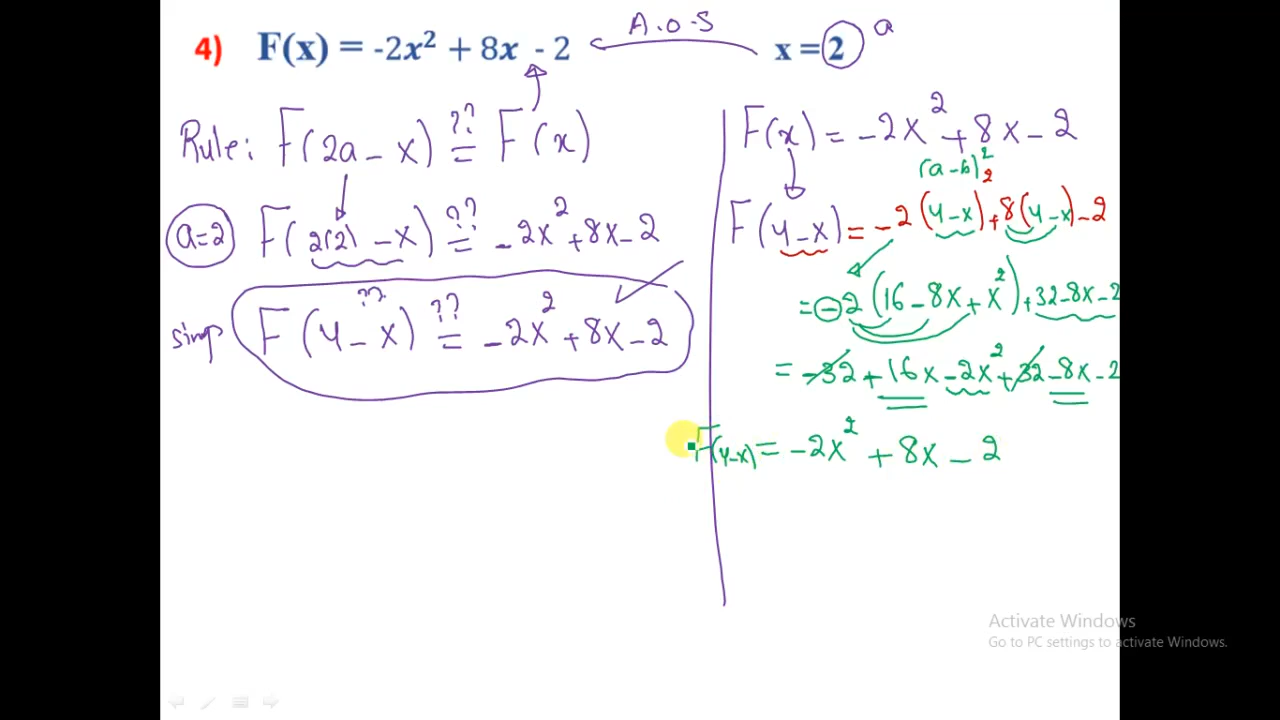 4) F(x) = -2x² + 8x - 2 A.O.S x = 2 a
Rule: F(2a - x) ??= F(x)
a=2 F(2(2) - x) ??= -2x² + 8x - 2
simp F(4 - x) ?? ??= -2x² + 8x - 2
F(x) = -2x² + 8x - 2
(a-b)²
F(4-x) = -2(4-x)² + 8(4-x) - 2
= -2(16 - 8x + x²) + 32 - 8x - 2
= -32 + 16x - 2x² + 32 - 8x - 2
F(4-x) = -2x² + 8x - 2
Activate Windows
Go to PC settings to activate Windows.